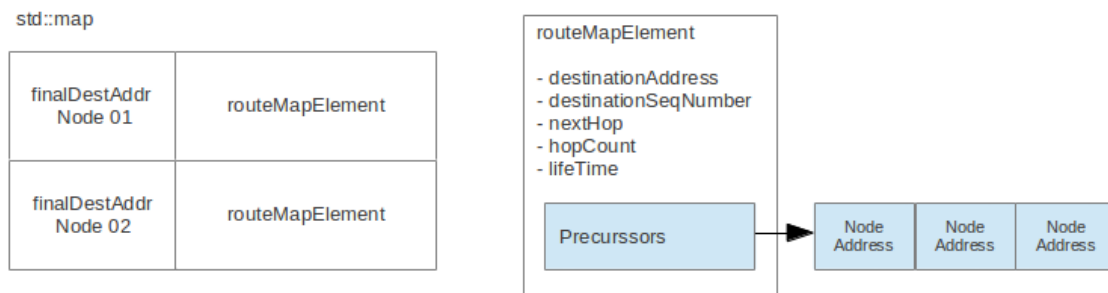 std::map
finalDestAddr
Node 01
routeMapElement
finalDestAddr
Node 02
routeMapElement
routeMapElement
- destinationAddress
- destinationSeqNumber
- nextHop
- hopCount
- lifeTime
Precurssors
Node
Address
Node
Address
Node
Address